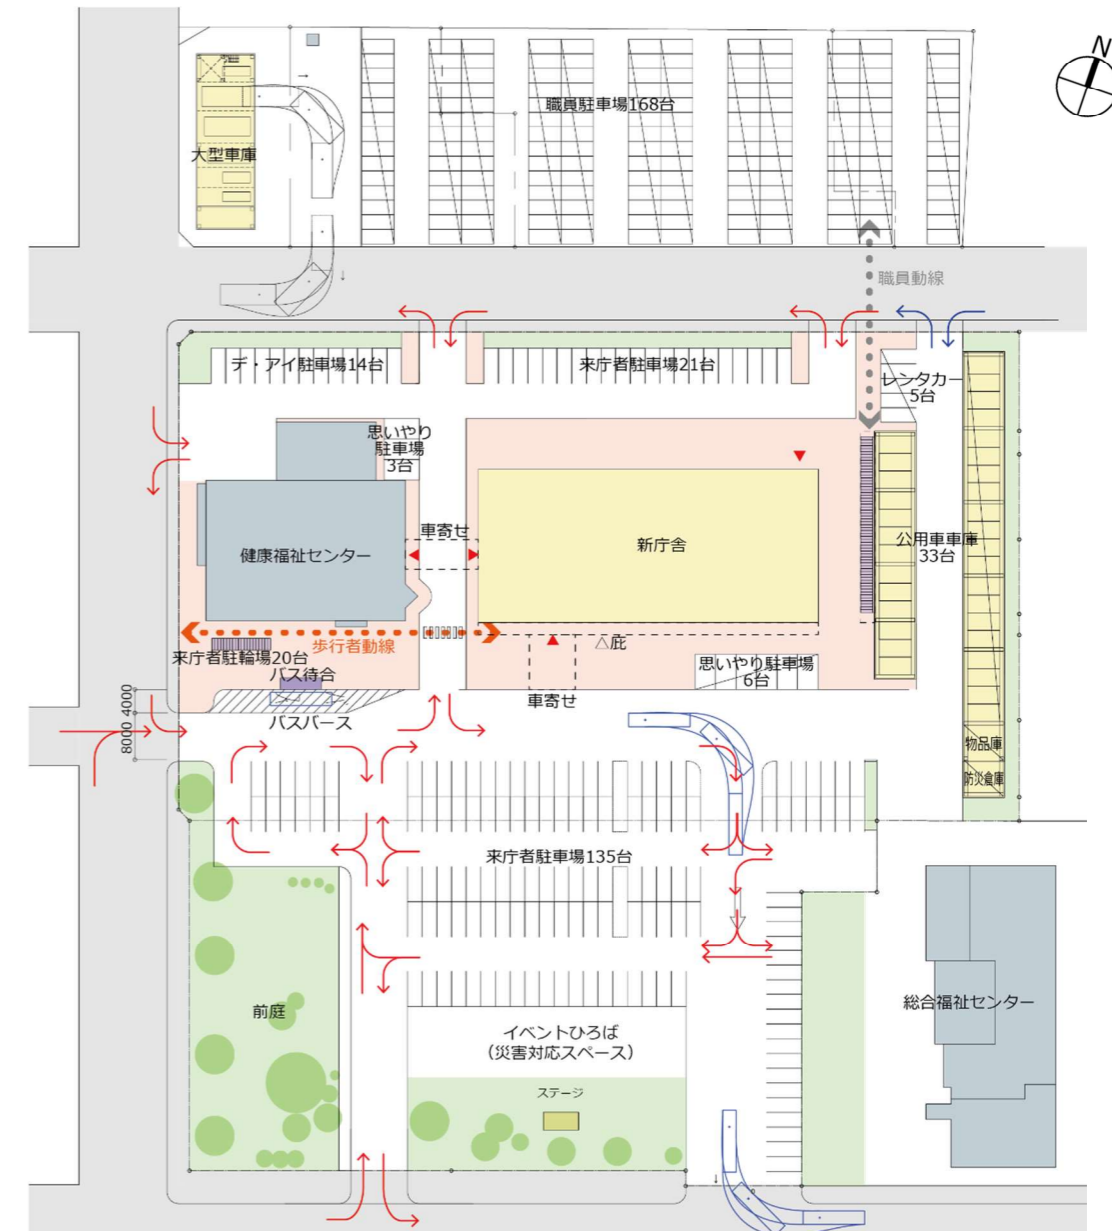 N
職員駐車場168台
大型車庫
職員動線
デ・アイ駐車場14台
来庁者駐車場21台
レンタカー
5台
思いやり
駐車場
3台
車寄せ
健康福祉センター
新庁舎
公用車車庫
33台
歩行者動線
△庇
来庁者駐輪場20台
バス待合
思いやり駐車場
6台
車寄せ
バスバース
4000
8000
物品庫
防災倉庫
来庁者駐車場135台
前庭
イベントひろば
(災害対応スペース)
総合福祉センター
ステージ